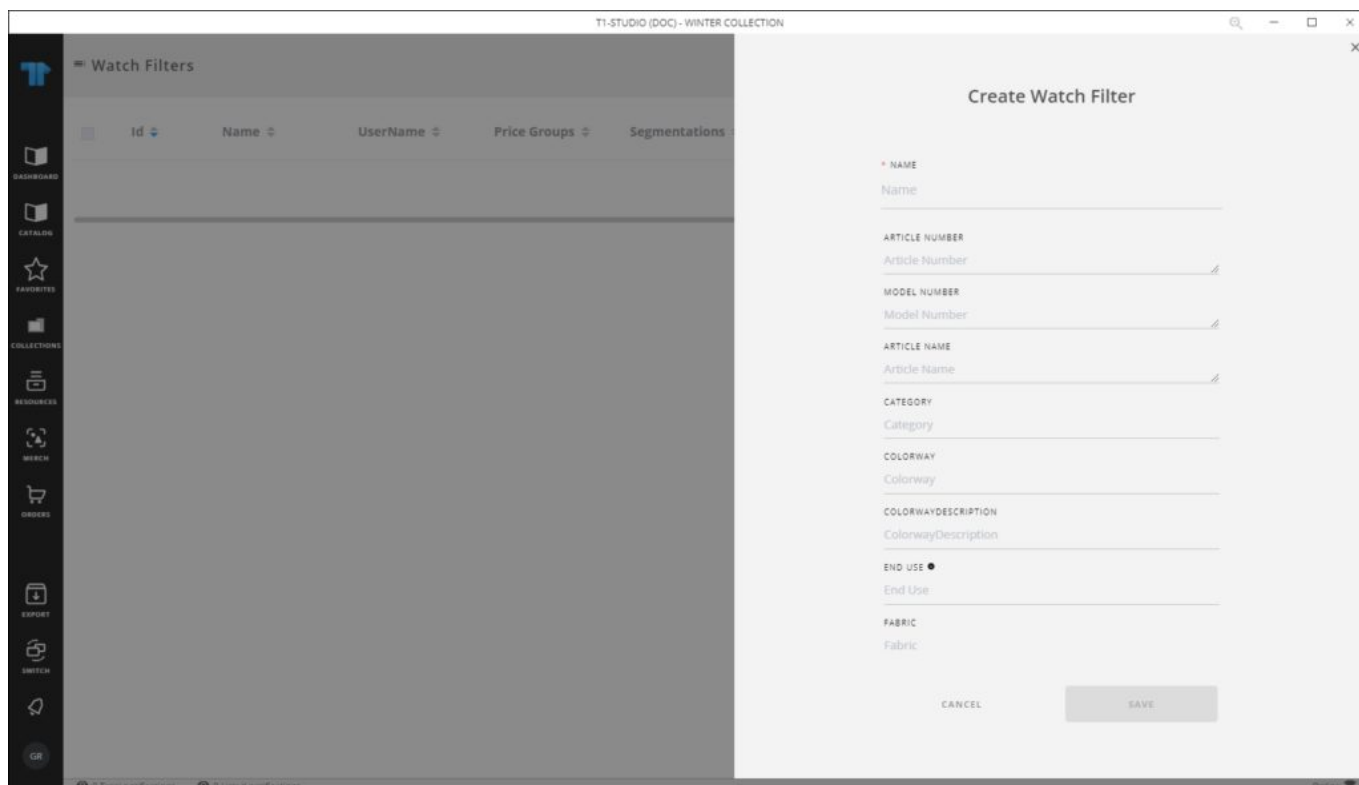 T1-STUDIO (DOC) - WINTER COLLECTION
Watch Filters
Id Name UserName Price Groups Segmentations
DASHBOARD
CATALOG
FAVORITES
COLLECTIONS
RESOURCES
MERCH
ORDERS
EXPORT
SWITCH
GR
Create Watch Filter
* NAME
Name
ARTICLE NUMBER
Article Number
MODEL NUMBER
Model Number
ARTICLE NAME
Article Name
CATEGORY
Category
COLORWAY
Colorway
COLORWAYDESCRIPTION
ColorwayDescription
END USE
End Use
FABRIC
Fabric
CANCEL SAVE